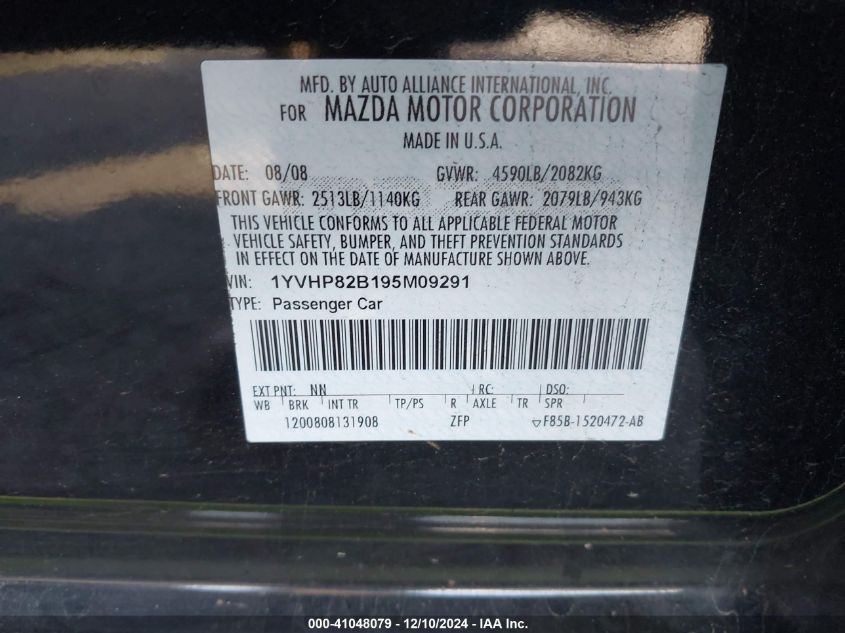 MFD. BY AUTO ALLIANCE INTERNATIONAL, INC.
FOR MAZDA MOTOR CORPORATION
MADE IN U.S.A.
DATE: 08/08 GVWR: 4590LB/2082KG
FRONT GAWR: 2513LB/1140KG REAR GAWR: 2079LB/943KG
THIS VEHICLE CONFORMS TO ALL APPLICABLE FEDERAL MOTOR
VEHICLE SAFETY, BUMPER, AND THEFT PREVENTION STANDARDS
IN EFFECT ON THE DATE OF MANUFACTURE SHOWN ABOVE.
VIN: 1YVHP82B195M09291
TYPE: Passenger Car
EXT PNT: NN RC: DSO:
WB BRK INT TR TP/PS R AXLE TR SPR
1200808131908 ZFP ▽F85B-1520472-AB
000-41048079 - 12/10/2024 - IAA Inc.